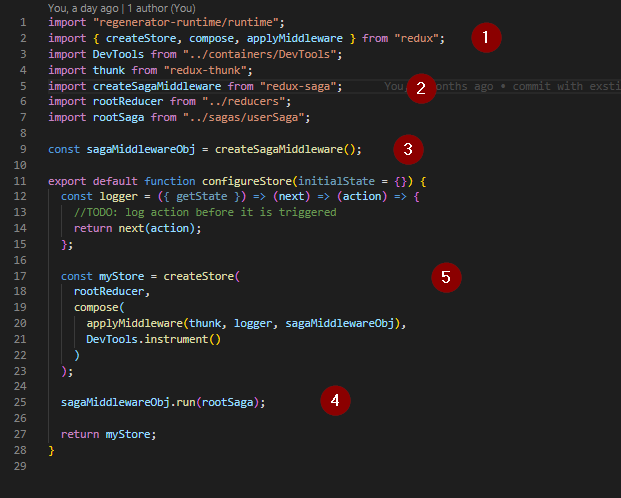 You, a day ago | 1 author (You)
1 import "regenerator-runtime/runtime";
2 import { createStore, compose, applyMiddleware } from "redux"; 1
3 import DevTools from "../containers/DevTools";
4 import thunk from "redux-thunk";
5 import createSagaMiddleware from "redux-saga"; You, 2 onths ago • commit with exsti
6 import rootReducer from "../reducers";
7 import rootSaga from "../sagas/userSaga";
8
9 const sagaMiddlewareObj = createSagaMiddleware(); 3
10
11 export default function configureStore(initialState = {}) {
12 const logger = ({ getState }) => (next) => (action) => {
13 //TODO: log action before it is triggered
14 return next(action);
15 };
16
17 const myStore = createStore( 5
18 rootReducer,
19 compose(
20 applyMiddleware(thunk, logger, sagaMiddlewareObj),
21 DevTools.instrument()
22 )
23 );
24
25 sagaMiddlewareObj.run(rootSaga); 4
26
27 return myStore;
28 }
29